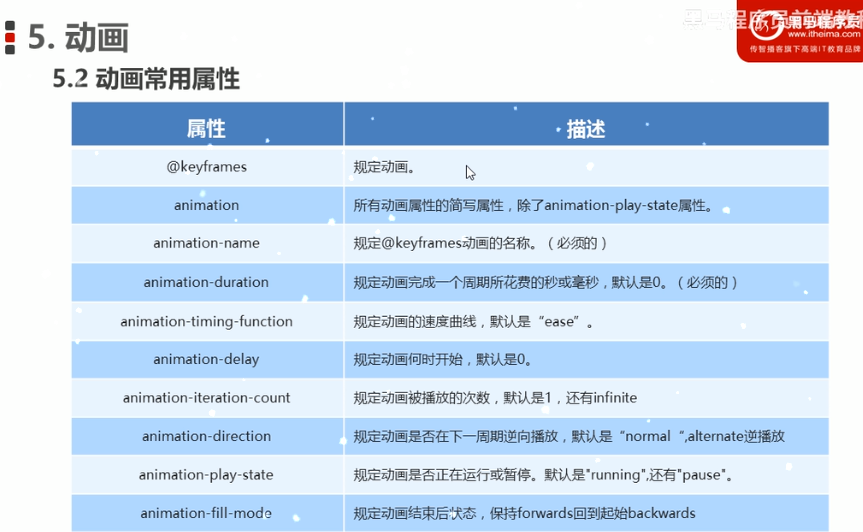 黑马程序员前端教程
黑马程序员
www.itheima.com
传智播客旗下高端IT教育品牌
5. 动画
5.2 动画常用属性
属性 描述
@keyframes 规定动画。
animation 所有动画属性的简写属性，除了animation-play-state属性。
animation-name 规定@keyframes动画的名称。（必须的）
animation-duration 规定动画完成一个周期所花费的秒或毫秒，默认是0。（必须的）
animation-timing-function 规定动画的速度曲线，默认是“ease”。
animation-delay 规定动画何时开始，默认是0。
animation-iteration-count 规定动画被播放的次数，默认是1，还有infinite
animation-direction 规定动画是否在下一周期逆向播放，默认是“normal“,alternate逆播放
animation-play-state 规定动画是否正在运行或暂停。默认是"running",还有"pause"。
animation-fill-mode 规定动画结束后状态，保持forwards回到起始backwards